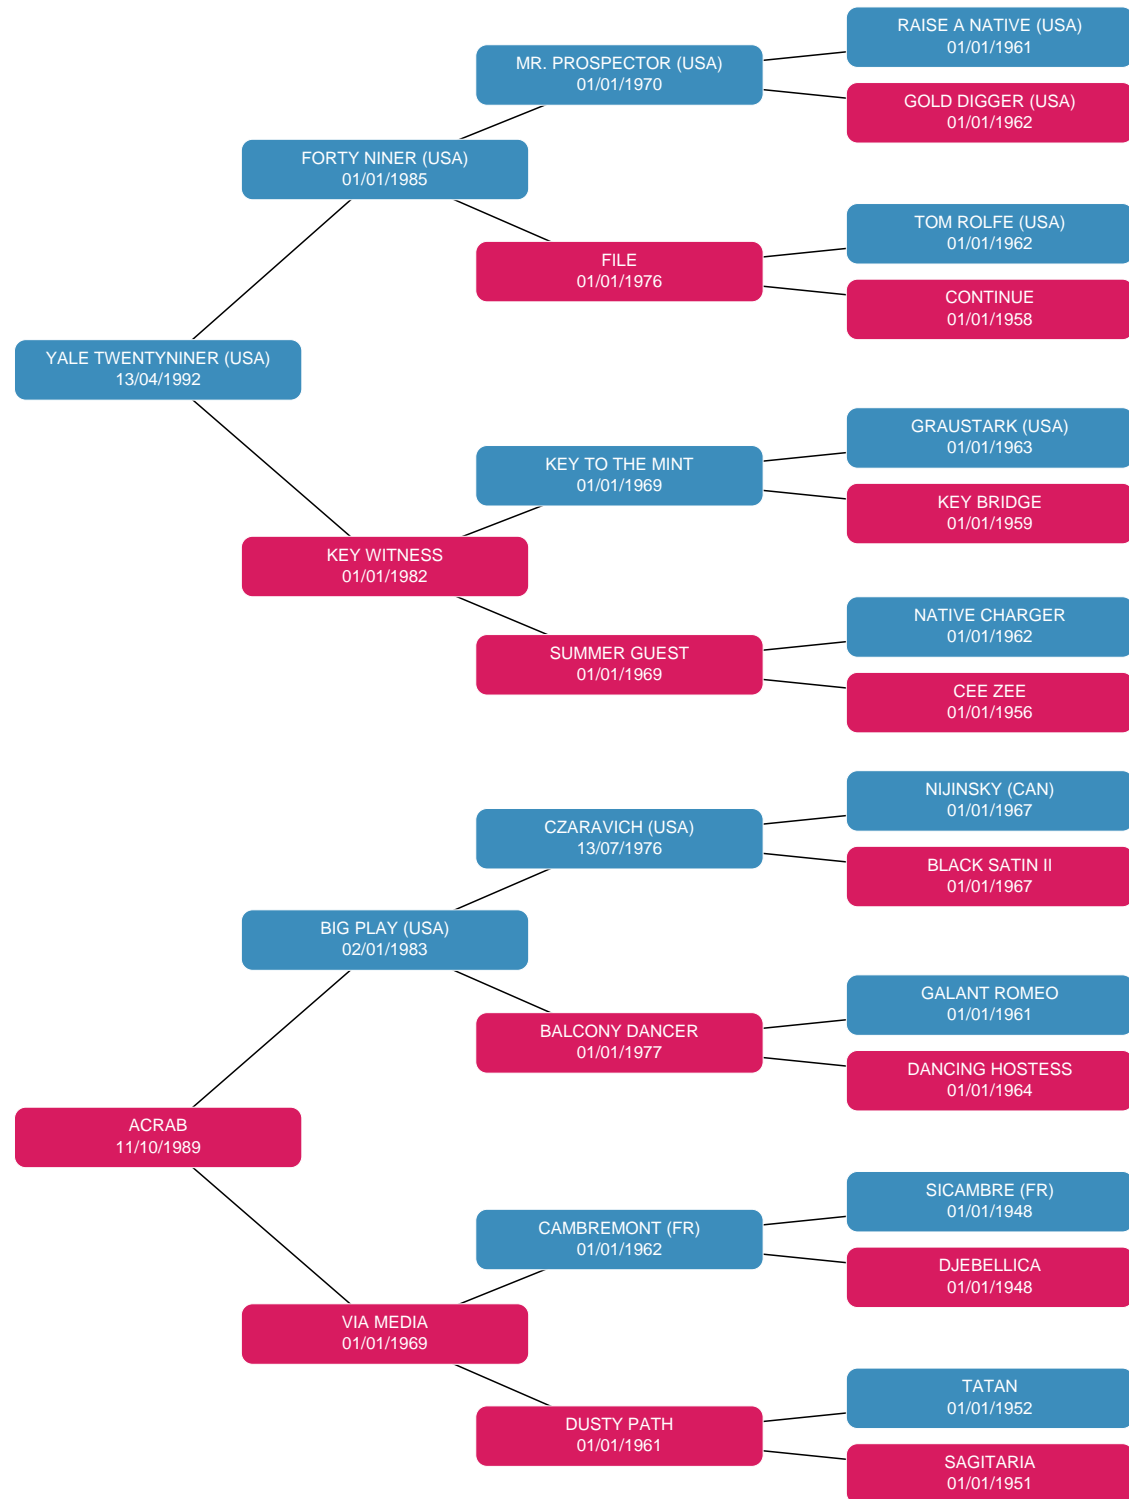 RAISE A NATIVE (USA)
01/01/1961
MR. PROSPECTOR (USA)
01/01/1970
GOLD DIGGER (USA)
01/01/1962
FORTY NINER (USA)
01/01/1985
TOM ROLFE (USA)
01/01/1962
FILE
01/01/1976
CONTINUE
01/01/1958
YALE TWENTYNINER (USA)
13/04/1992
GRAUSTARK (USA)
01/01/1963
KEY TO THE MINT
01/01/1969
KEY BRIDGE
01/01/1959
KEY WITNESS
01/01/1982
NATIVE CHARGER
01/01/1962
SUMMER GUEST
01/01/1969
CEE ZEE
01/01/1956
NIJINSKY (CAN)
01/01/1967
CZARAVICH (USA)
13/07/1976
BLACK SATIN II
01/01/1967
BIG PLAY (USA)
02/01/1983
GALANT ROMEO
01/01/1961
BALCONY DANCER
01/01/1977
DANCING HOSTESS
01/01/1964
ACRAB
11/10/1989
SICAMBRE (FR)
01/01/1948
CAMBREMONT (FR)
01/01/1962
DJEBELLICA
01/01/1948
VIA MEDIA
01/01/1969
TATAN
01/01/1952
DUSTY PATH
01/01/1961
SAGITARIA
01/01/1951